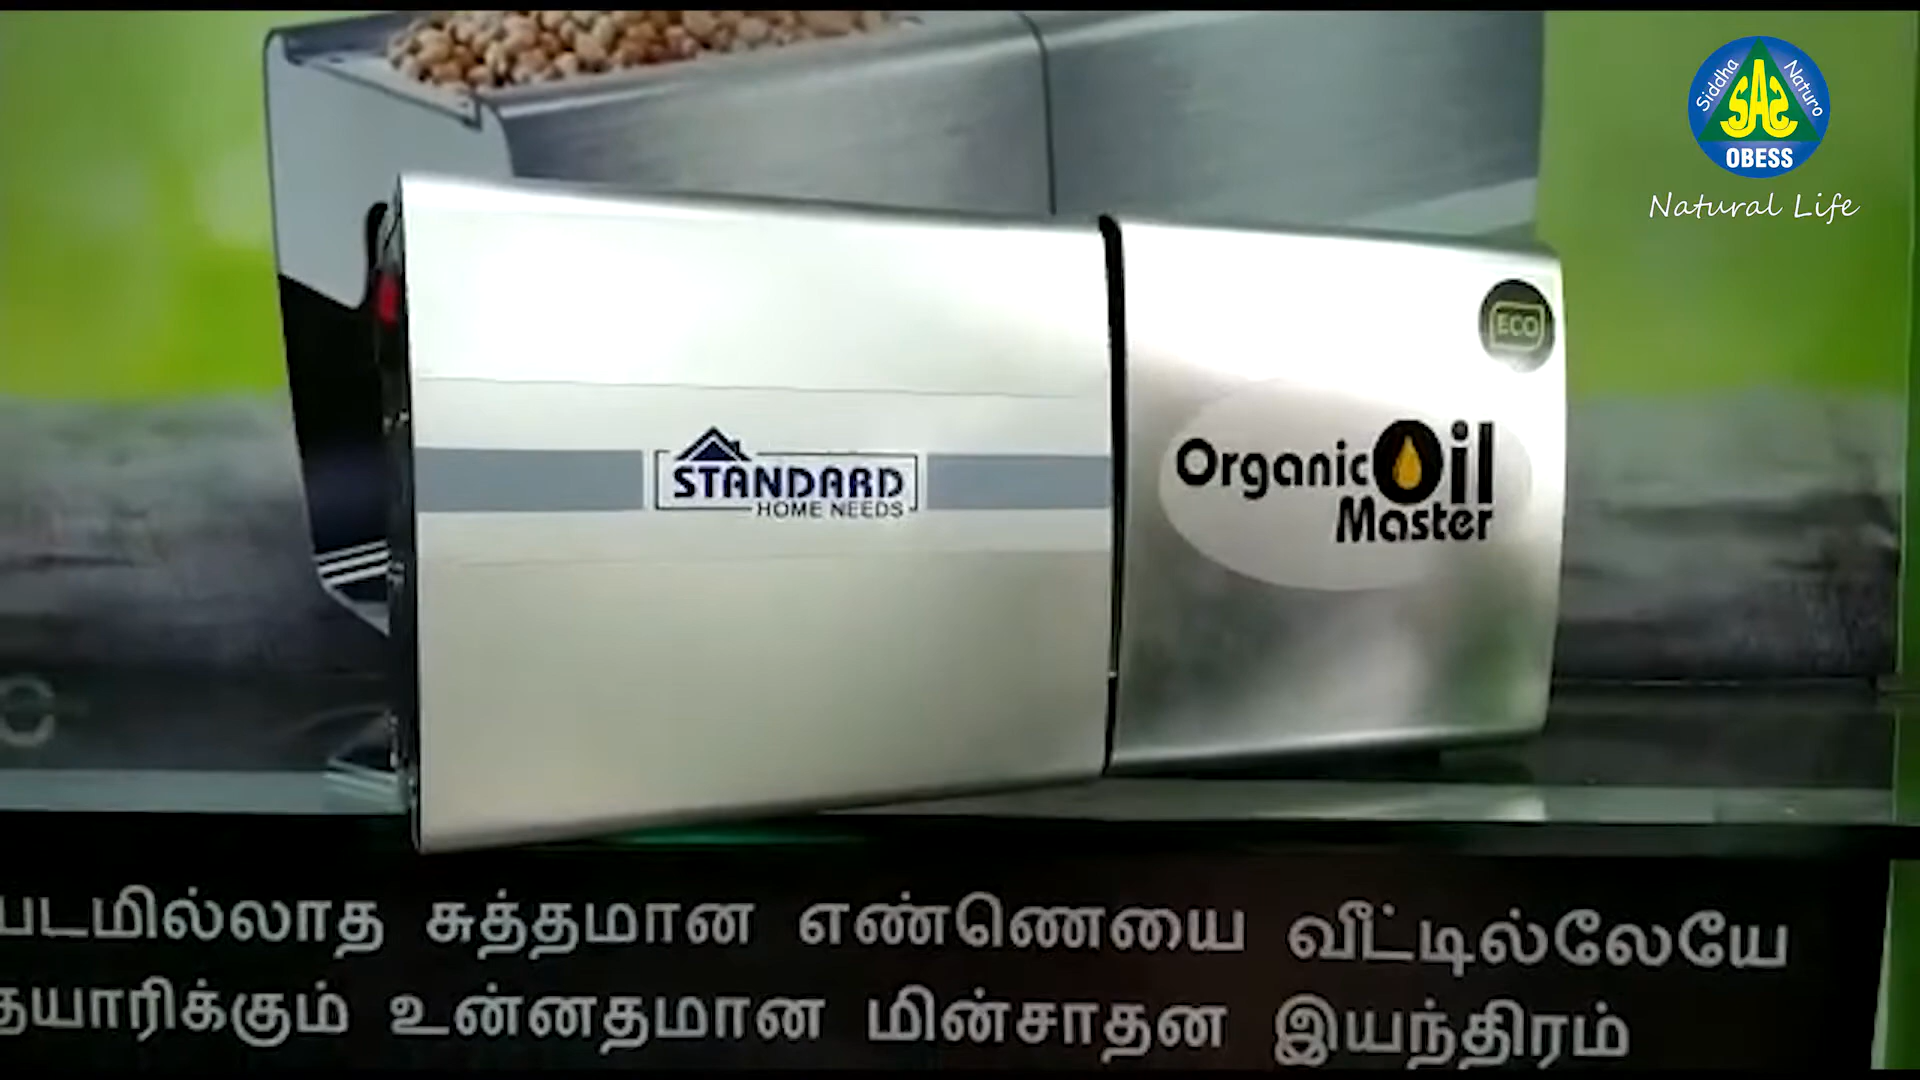 Siddha
Naturo
SAS
OBESS
Natural Life
ECO
STANDARD
HOME NEEDS
Organic Oil
Master
சுத்தமான எண்ணெயை வீட்டில்லேயே
தயாரிக்கும் உன்னதமான மின்சாதன இயந்திரம்